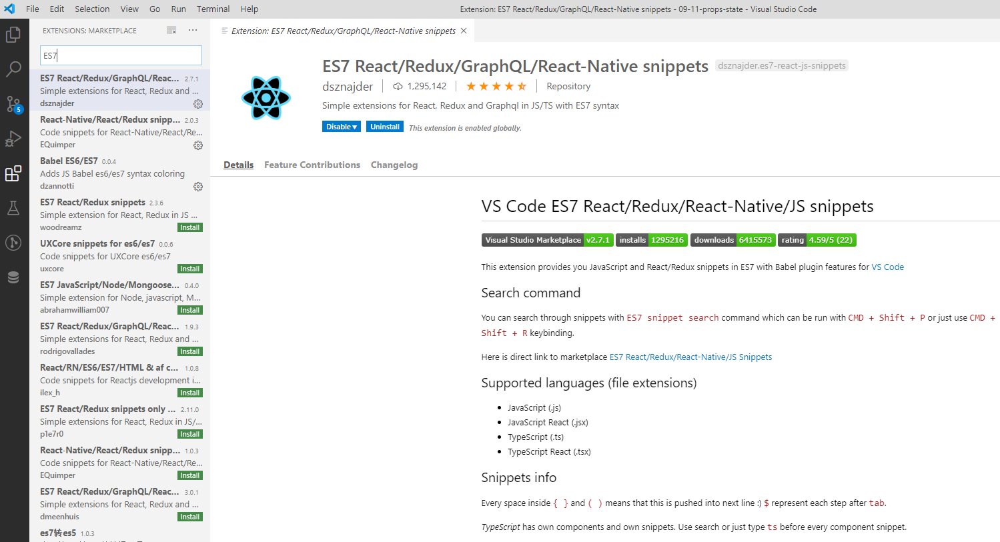 File Edit Selection View Go Run Terminal Help
Extension: ES7 React/Redux/GraphQL/React-Native snippets - 09-11-props-state - Visual Studio Code
EXTENSIONS: MARKETPLACE
ES7
ES7 React/Redux/GraphQL/Reac... 2.7.1
Simple extensions for React, Redux and ...
dsznajder
React-Native/React/Redux snipp... 2.0.3
Code snippets for React-Native/React/Re...
EQuimper
5
Babel ES6/ES7 0.0.4
Adds JS Babel es6/es7 syntax coloring
dzannotti
ES7 React/Redux snippets 2.3.6
Simple extension for React, Redux in JS ...
woodreamz Install
UXCore snippets for es6/es7 0.0.6
Code snippets for UXCore es6/es7
uxcore Install
ES7 JavaScript/Node/Mongoose... 0.4.0
Simple extension for Node, javascript, M...
abrahamwilliam007 Install
ES7 React/Redux/GraphQL/Reac... 1.9.3
Simple extensions for React, Redux and ...
rodrigovallades Install
React/RN/ES6/ES7/HTML & af c... 1.0.8
Code snippets for Reactjs development i...
ilex_h Install
ES7 React/Redux snippets only ... 2.11.0
Simple extensions for React, Redux in JS/...
p1e7r0 Install
React-Native/React/Redux snipp... 1.0.3
Code snippets for React-Native/React/Re...
EQuimper Install
ES7 React/Redux/GraphQL/Reac... 3.0.1
Simple extensions for React, Redux and ...
dmeenhuis Install
es7转es5 1.0.3
Extension: ES7 React/Redux/GraphQL/React-Native snippets
ES7 React/Redux/GraphQL/React-Native snippets dsznajder.es7-react-js-snippets
dsznajder 1,295,142 Repository
Simple extensions for React, Redux and Graphql in JS/TS with ES7 syntax
Disable Uninstall This extension is enabled globally.
Details Feature Contributions Changelog
VS Code ES7 React/Redux/React-Native/JS snippets
Visual Studio Marketplace v2.7.1 installs 1295216 downloads 6415573 rating 4.59/5 (22)
This extension provides you JavaScript and React/Redux snippets in ES7 with Babel plugin features for VS Code
Search command
You can search through snippets with ES7 snippet search command which can be run with CMD + Shift + P or just use CMD +
Shift + R keybinding.
Here is direct link to marketplace ES7 React/Redux/React-Native/JS Snippets
Supported languages (file extensions)
JavaScript (.js)
JavaScript React (.jsx)
TypeScript (.ts)
TypeScript React (.tsx)
Snippets info
Every space inside { } and ( ) means that this is pushed into next line :) $ represent each step after tab.
TypeScript has own components and own snippets. Use search or just type ts before every component snippet.